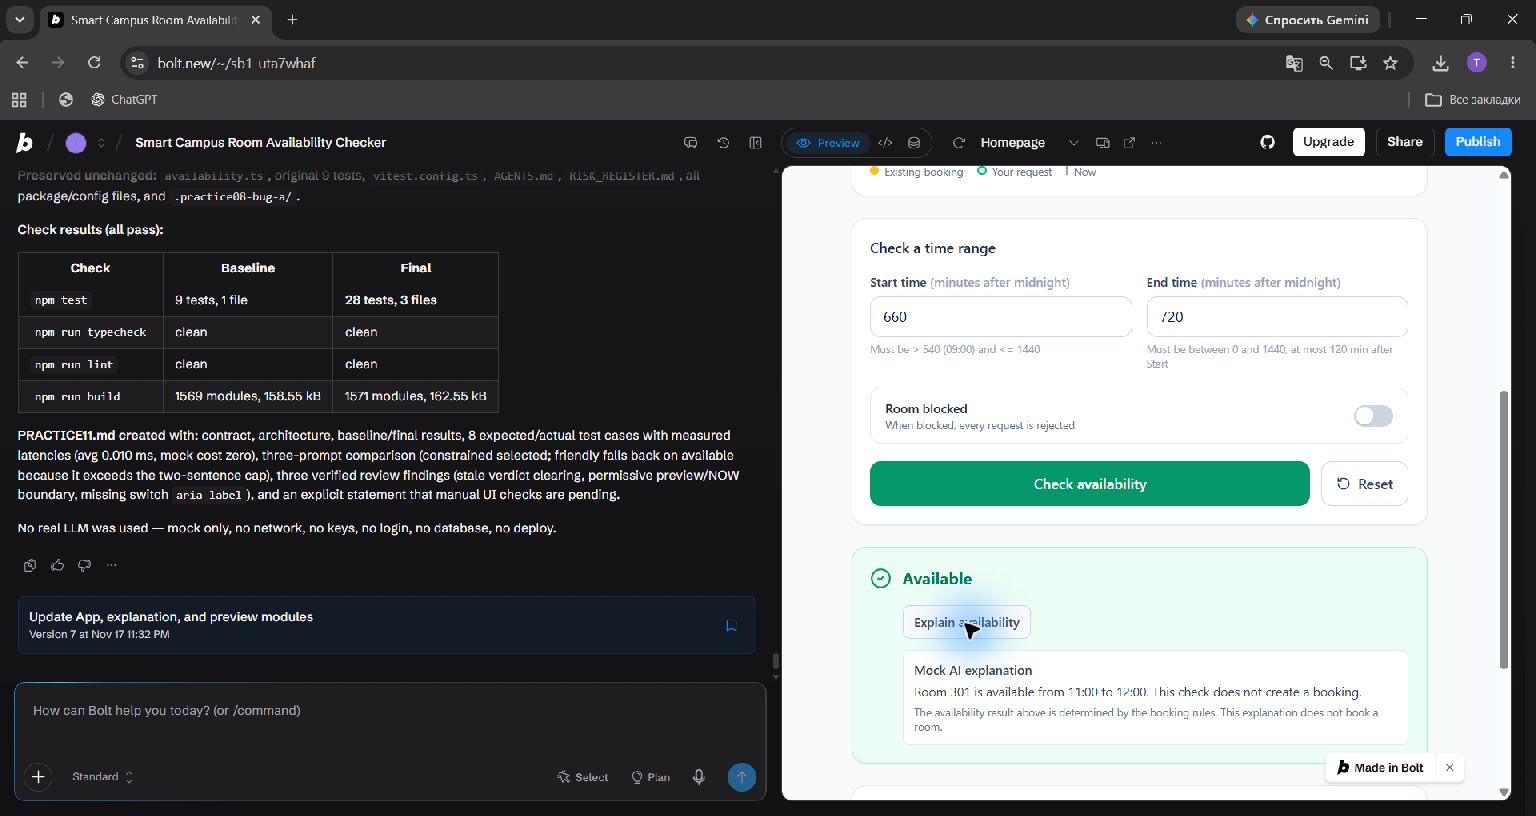 Smart Campus Room Availabilit
Спросить Gemini
bolt.new/~/sb1-uta7whaf
T
ChatGPT
Все закладки
b
Smart Campus Room Availability Checker
Preview
Homepage
Upgrade
Share
Publish
Preserved unchanged: availability.ts, original 9 tests, vitest.config.ts, AGENTS.md, RISK_REGISTER.md, all
package/config files, and .practice08-bug-a/.
Check results (all pass):
Check Baseline Final
npm test 9 tests, 1 file 28 tests, 3 files
npm run typecheck clean clean
npm run lint clean clean
npm run build 1569 modules, 158.55 kB 1571 modules, 162.55 kB
PRACTICE11.md created with: contract, architecture, baseline/final results, 8 expected/actual test cases with measured
latencies (avg 0.010 ms, mock cost zero), three-prompt comparison (constrained selected; friendly falls back on available
because it exceeds the two-sentence cap), three verified review findings (stale verdict clearing, permissive preview/NOW
boundary, missing switch aria-label), and an explicit statement that manual UI checks are pending.
No real LLM was used — mock only, no network, no keys, no login, no database, no deploy.
Update App, explanation, and preview modules
Version 7 at Nov 17 11:32 PM
How can Bolt help you today? (or /command)
Standard
Select
Plan
Existing booking
Your request
Now
Check a time range
Start time (minutes after midnight)
660
Must be > 540 (09:00) and <= 1440
End time (minutes after midnight)
720
Must be between 0 and 1440, at most 120 min after
Start
Room blocked
When blocked, every request is rejected.
Check availability
Reset
Available
Explain availability
Mock AI explanation
Room 301 is available from 11:00 to 12:00. This check does not create a booking.
The availability result above is determined by the booking rules. This explanation does not book a
room.
b Made in Bolt